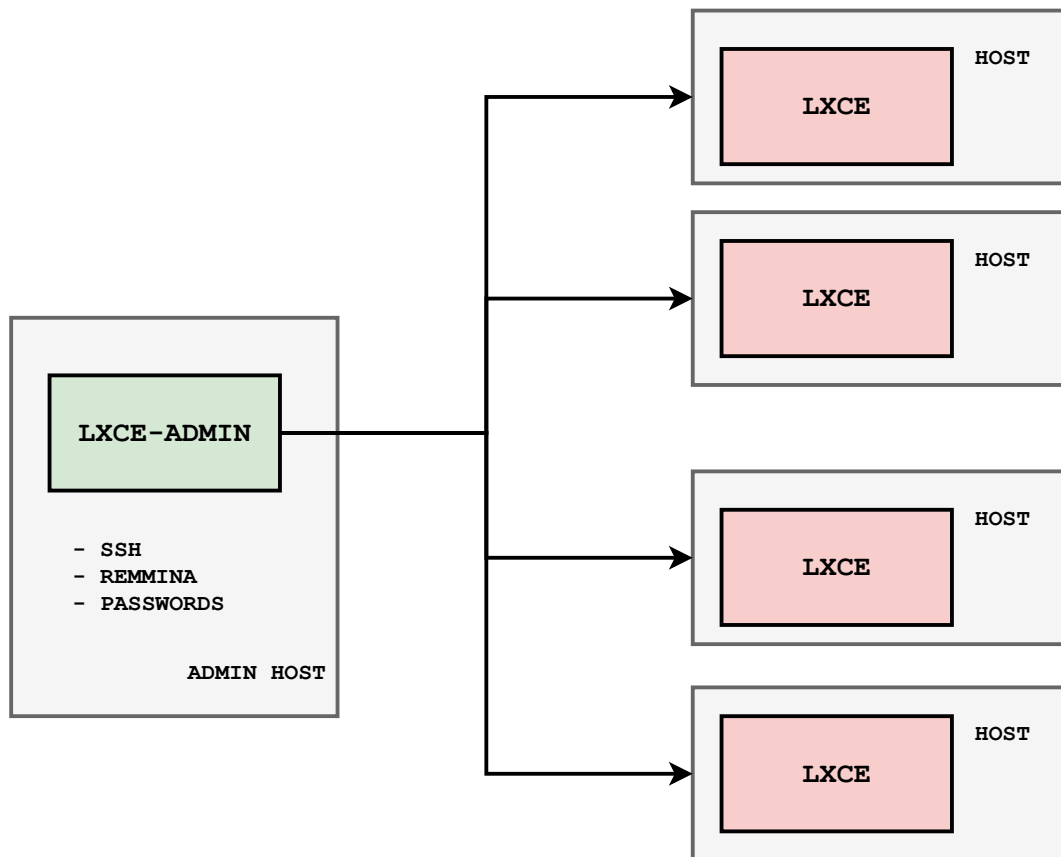 HOST
LXCE
HOST
LXCE
LXCE-ADMIN
- SSH
- REMMINA
- PASSWORDS
ADMIN HOST
HOST
LXCE
HOST
LXCE